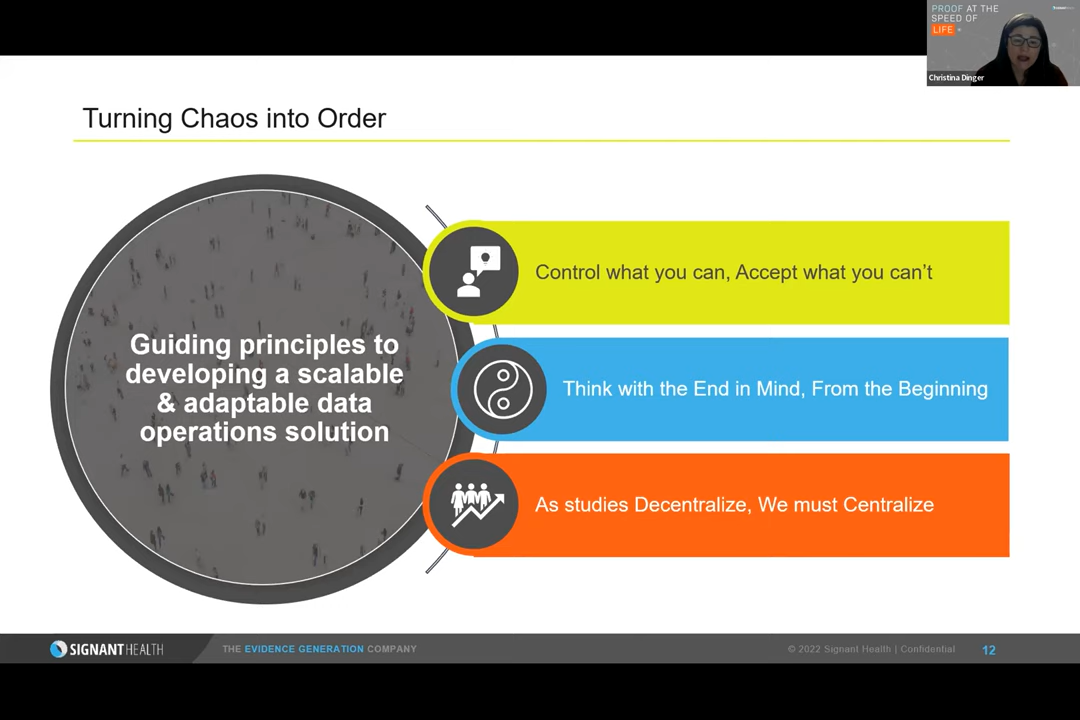 PROOF AT THE
SPEED OF
LIFE
Christina Dinger
Turning Chaos into Order
Guiding principles to
developing a scalable
& adaptable data
operations solution
Control what you can, Accept what you can’t
Think with the End in Mind, From the Beginning
As studies Decentralize, We must Centralize
SIGNANT HEALTH
THE EVIDENCE GENERATION COMPANY
© 2022 Signant Health | Confidential
12